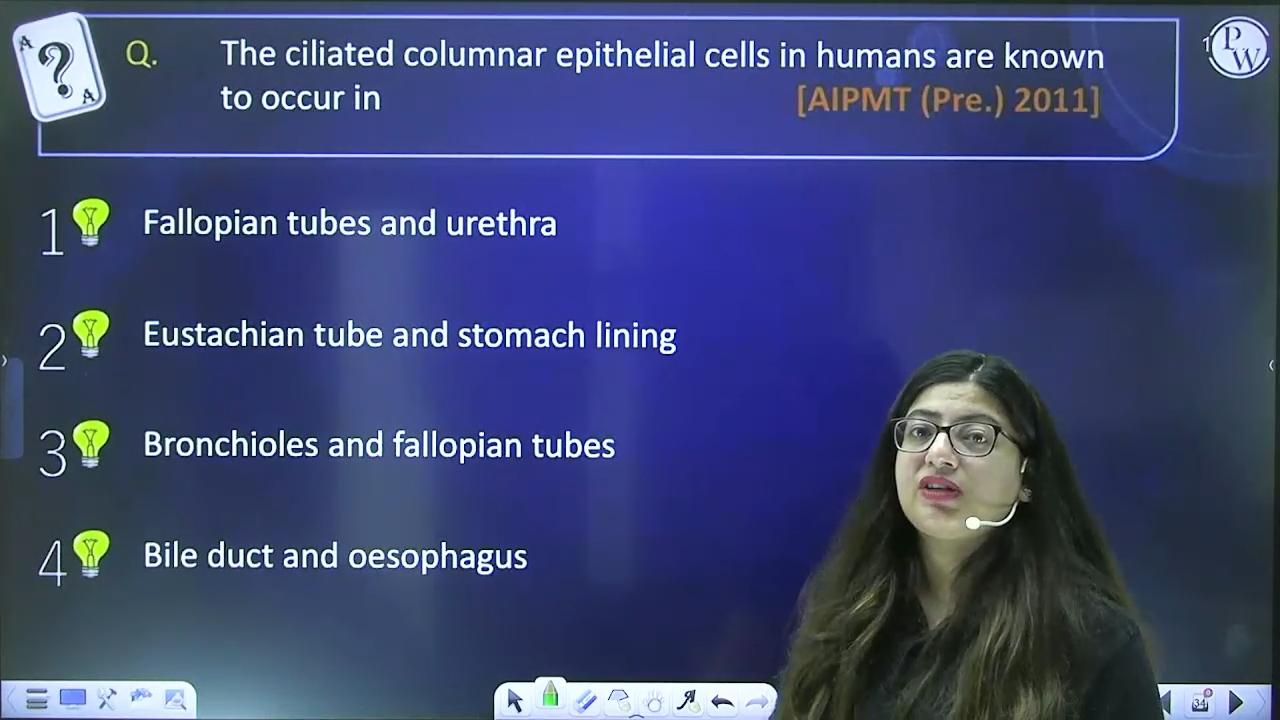 A
?
A
Q.
The ciliated columnar epithelial cells in humans are known
to occur in
[AIPMT (Pre.) 2011]
P
W
1 Fallopian tubes and urethra
2 Eustachian tube and stomach lining
3 Bronchioles and fallopian tubes
4 Bile duct and oesophagus
34